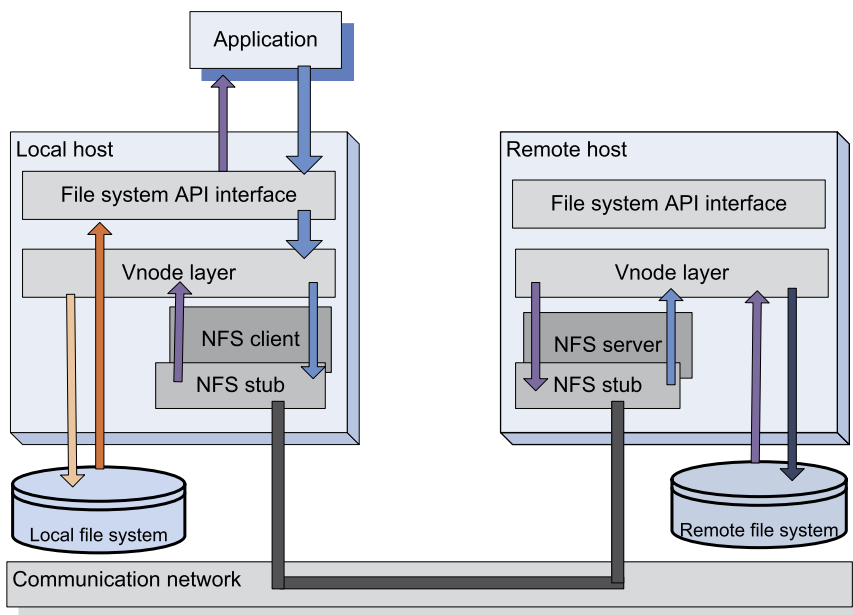 Application
Local host
File system API interface
Vnode layer
NFS client
NFS stub
Local file system
Remote host
File system API interface
Vnode layer
NFS server
NFS stub
Remote file system
Communication network